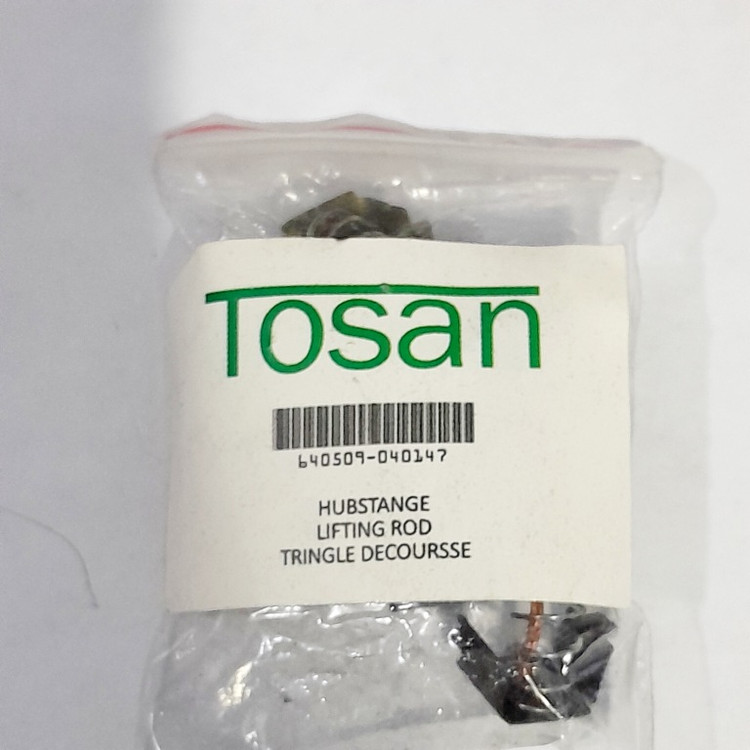 Tosan
640509-040147
HUBSTANGE
LIFTING ROD
TRINGLE DECOURSSE